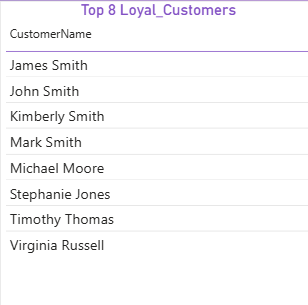 Top 8 Loyal_Customers
CustomerName
James Smith
John Smith
Kimberly Smith
Mark Smith
Michael Moore
Stephanie Jones
Timothy Thomas
Virginia Russell